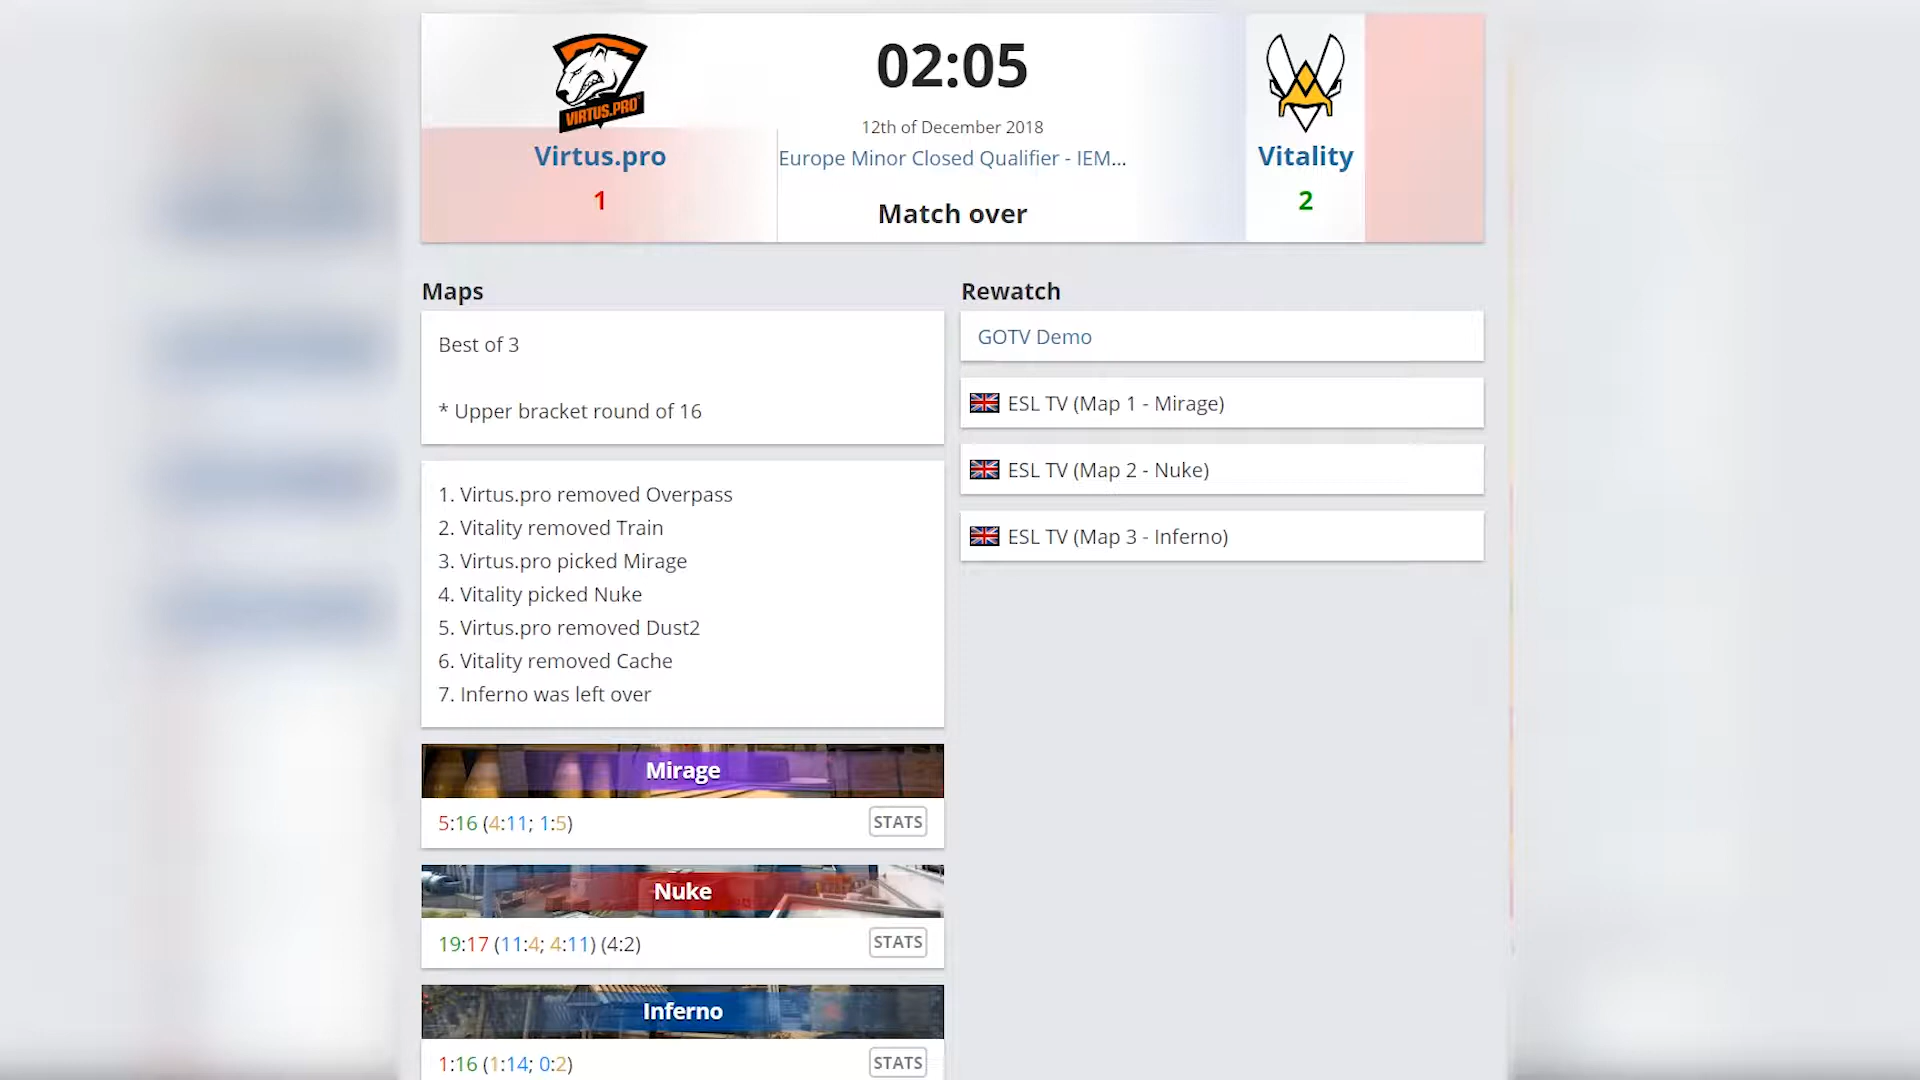 02:05
12th of December 2018
Europe Minor Closed Qualifier - IEM...
Match over
VIRTUS.PRO
Virtus.pro
1
Vitality
2
Maps
Best of 3
* Upper bracket round of 16
1. Virtus.pro removed Overpass
2. Vitality removed Train
3. Virtus.pro picked Mirage
4. Vitality picked Nuke
5. Virtus.pro removed Dust2
6. Vitality removed Cache
7. Inferno was left over
Mirage
5:16 (4:11; 1:5)
STATS
Nuke
19:17 (11:4; 4:11) (4:2)
STATS
Inferno
1:16 (1:14; 0:2)
STATS
Rewatch
GOTV Demo
ESL TV (Map 1 - Mirage)
ESL TV (Map 2 - Nuke)
ESL TV (Map 3 - Inferno)